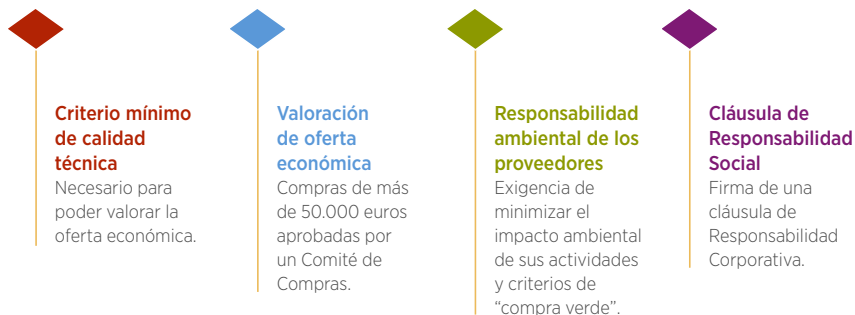 Criterio mínimo
de calidad
técnica
Necesario para
poder valorar la
oferta económica.
Valoración
de oferta
económica
Compras de más
de 50.000 euros
aprobadas por
un Comité de
Compras.
Responsabilidad
ambiental de los
proveedores
Exigencia de
minimizar el
impacto ambiental
de sus actividades
y criterios de
“compra verde”.
Cláusula de
Responsabilidad
Social
Firma de una
cláusula de
Responsabilidad
Corporativa.